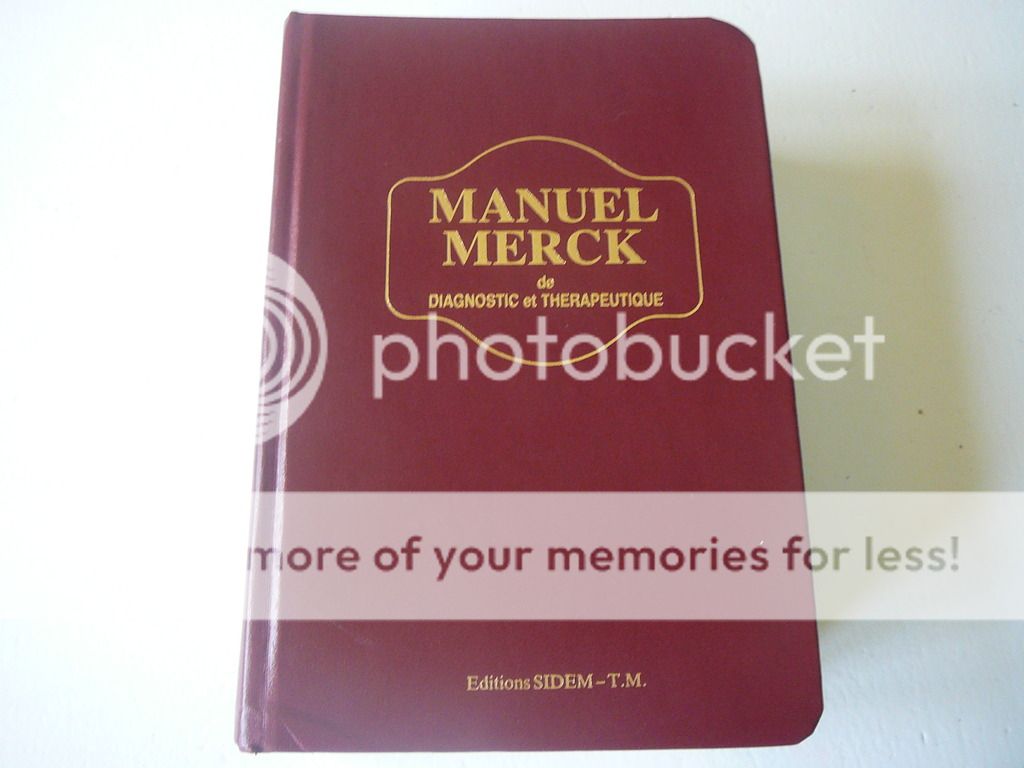 MANUEL
MERCK
de
DIAGNOSTIC et THERAPEUTIQUE
photobucket
more of your memories for less!
Editions SIDEM – T.M.